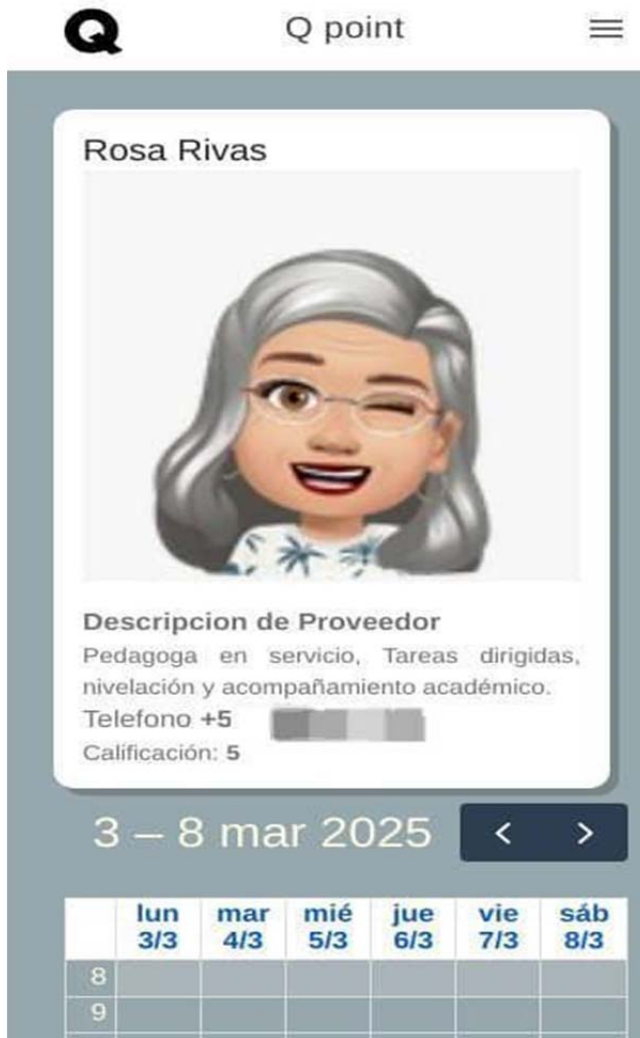 Q
Q point
Rosa Rivas
Descripcion de Proveedor
Pedagoga en servicio, Tareas dirigidas,
nivelación y acompañamiento académico.
Telefono +5
Calificación: 5
3 – 8 mar 2025 < >
lun mar mié jue vie sáb
3/3 4/3 5/3 6/3 7/3 8/3
8
9